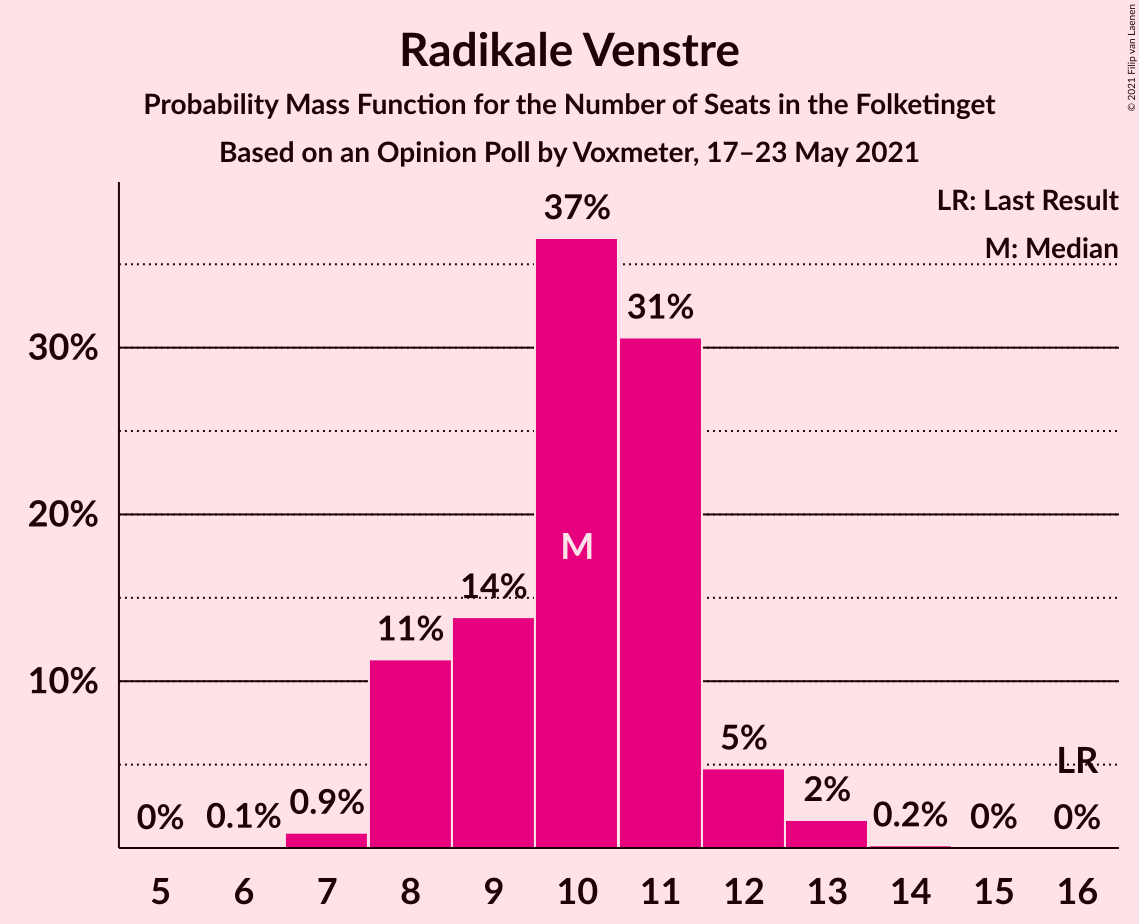 Radikale Venstre
Probability Mass Function for the Number of Seats in the Folketinget
Based on an Opinion Poll by Voxmeter, 17–23 May 2021
© 2021 Filip van Laenen
LR: Last Result
M: Median
37%
31%
30%
20%
M
14%
11%
10%
5%
LR
2%
0%
0.1%
0.9%
0.2%
0%
0%
5 6 7 8 9 10 11 12 13 14 15 16